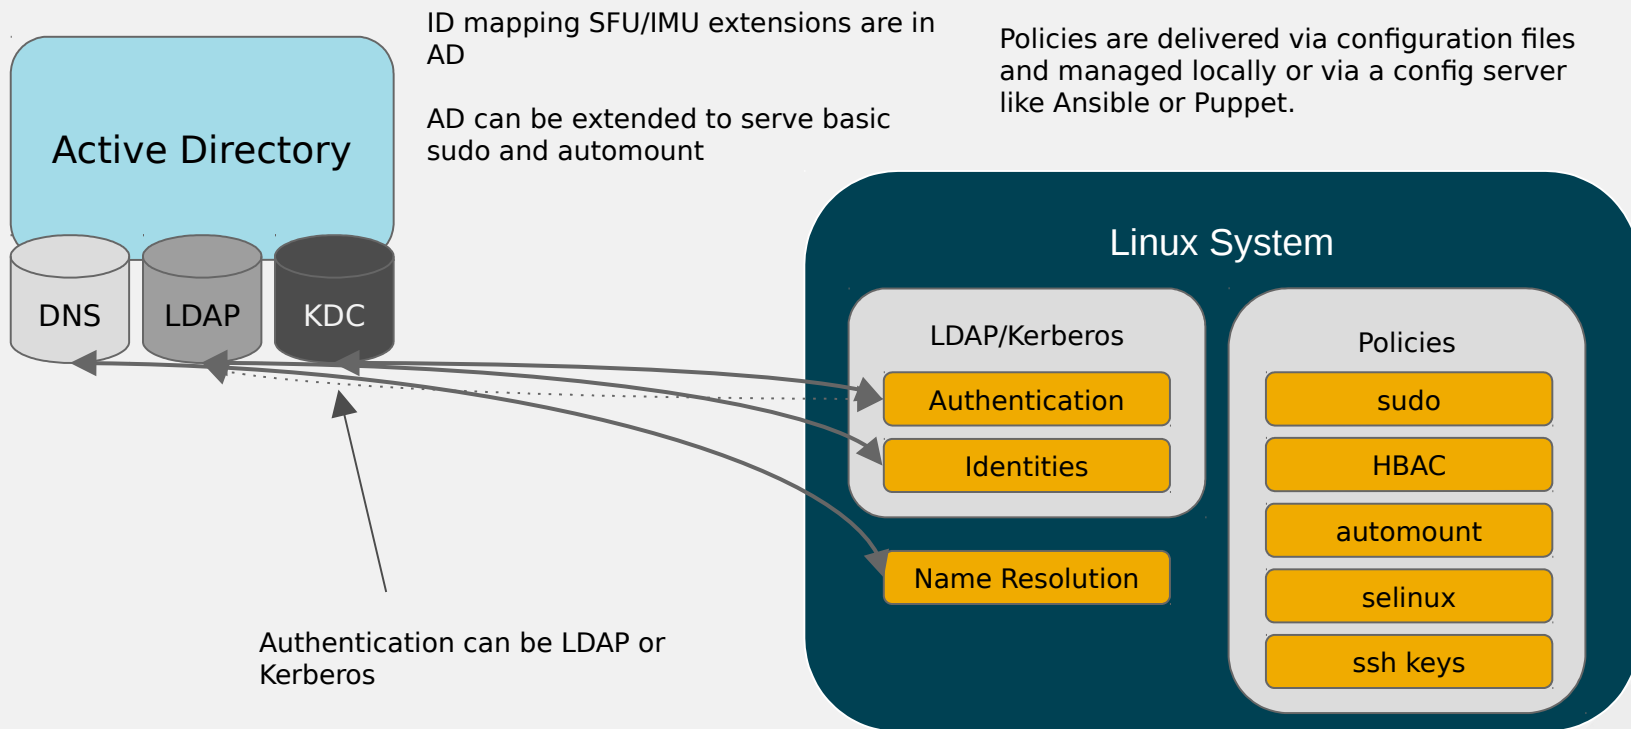 ID mapping SFU/IMU extensions are in
AD
AD can be extended to serve basic
sudo and automount
Policies are delivered via configuration files
and managed locally or via a config server
like Ansible or Puppet.
Active Directory
DNS
LDAP
KDC
Authentication can be LDAP or
Kerberos
Linux System
LDAP/Kerberos
Authentication
Identities
Name Resolution
Policies
sudo
HBAC
automount
selinux
ssh keys